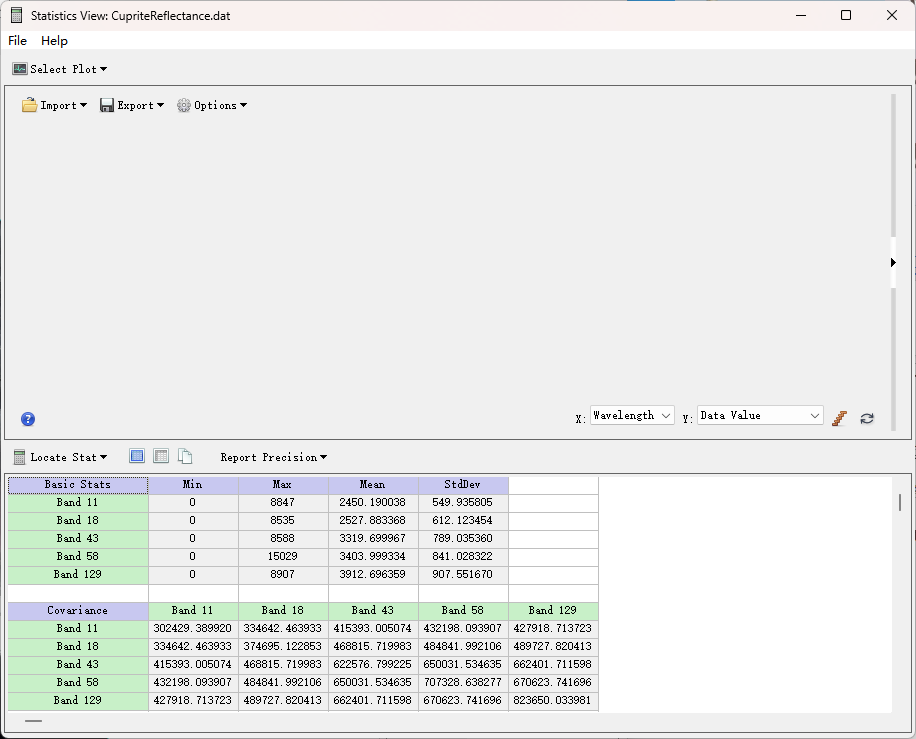 Statistics View: CupriteReflectance.dat
File Help
Select Plot
Import Export Options
X: Wavelength Y: Data Value
Locate Stat Report Precision
Basic Stats Min Max Mean StdDev
Band 11 0 8847 2450.190038 549.935805
Band 18 0 8535 2527.883368 612.123454
Band 43 0 8588 3319.699967 789.035360
Band 58 0 15029 3403.999334 841.028322
Band 129 0 8907 3912.696359 907.551670
Covariance Band 11 Band 18 Band 43 Band 58 Band 129
Band 11 302429.389920 334642.463933 415393.005074 432198.093907 427918.713723
Band 18 334642.463933 374695.122853 468815.719983 484841.992106 489727.820413
Band 43 415393.005074 468815.719983 622576.799225 650031.534635 662401.711598
Band 58 432198.093907 484841.992106 650031.534635 707328.638277 670623.741696
Band 129 427918.713723 489727.820413 662401.711598 670623.741696 823650.033981